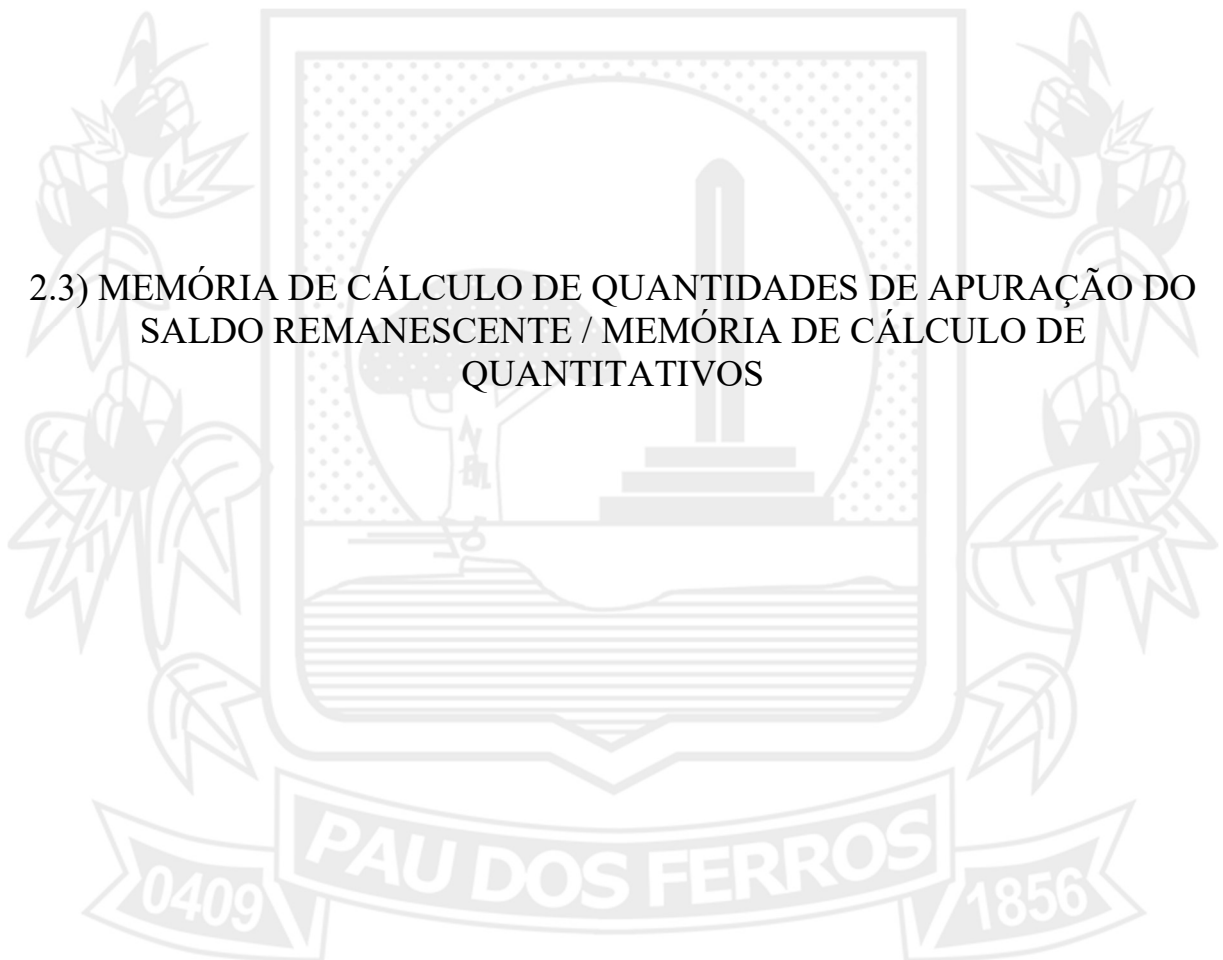 2.3) MEMÓRIA DE CÁLCULO DE QUANTIDADES DE APURAÇÃO DO
SALDO REMANESCENTE / MEMÓRIA DE CÁLCULO DE
QUANTITATIVOS
PAU DOS FERROS
0409
1856